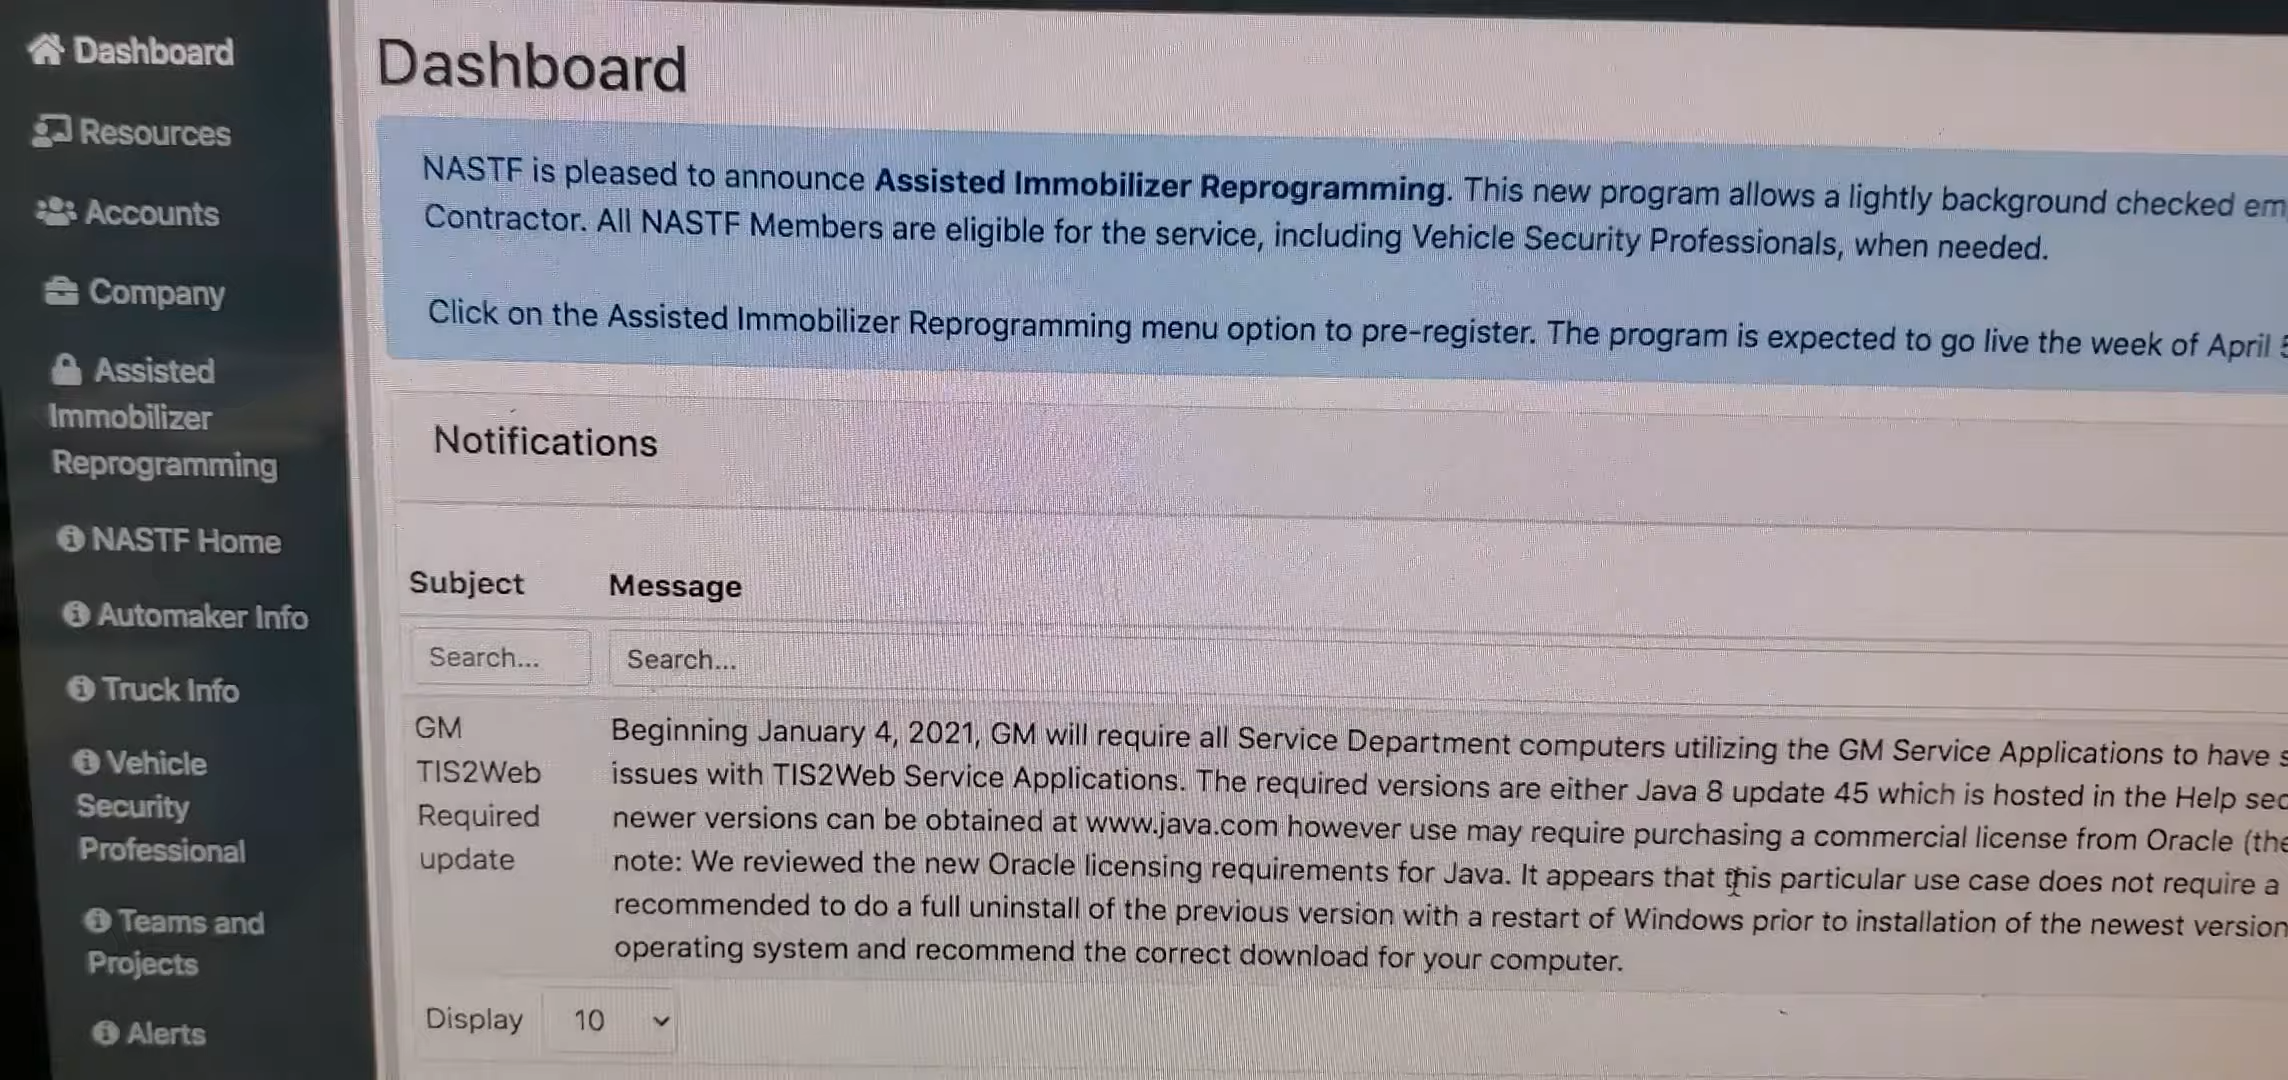 Dashboard
Resources
Accounts
Company
Assisted
Immobilizer
Reprogramming
NASTF Home
Automaker Info
Truck Info
Vehicle
Security
Professional
Teams and
Projects
Alerts
Dashboard
NASTF is pleased to announce Assisted Immobilizer Reprogramming. This new program allows a lightly background checked em
Contractor. All NASTF Members are eligible for the service, including Vehicle Security Professionals, when needed.
Click on the Assisted Immobilizer Reprogramming menu option to pre-register. The program is expected to go live the week of April 5
Notifications
Subject Message
Search... Search...
GM
TIS2Web
Required
update
Beginning January 4, 2021, GM will require all Service Department computers utilizing the GM Service Applications to have s
issues with TIS2Web Service Applications. The required versions are either Java 8 update 45 which is hosted in the Help sec
newer versions can be obtained at www.java.com however use may require purchasing a commercial license from Oracle (the
note: We reviewed the new Oracle licensing requirements for Java. It appears that this particular use case does not require a
recommended to do a full uninstall of the previous version with a restart of Windows prior to installation of the newest version
operating system and recommend the correct download for your computer.
Display 10